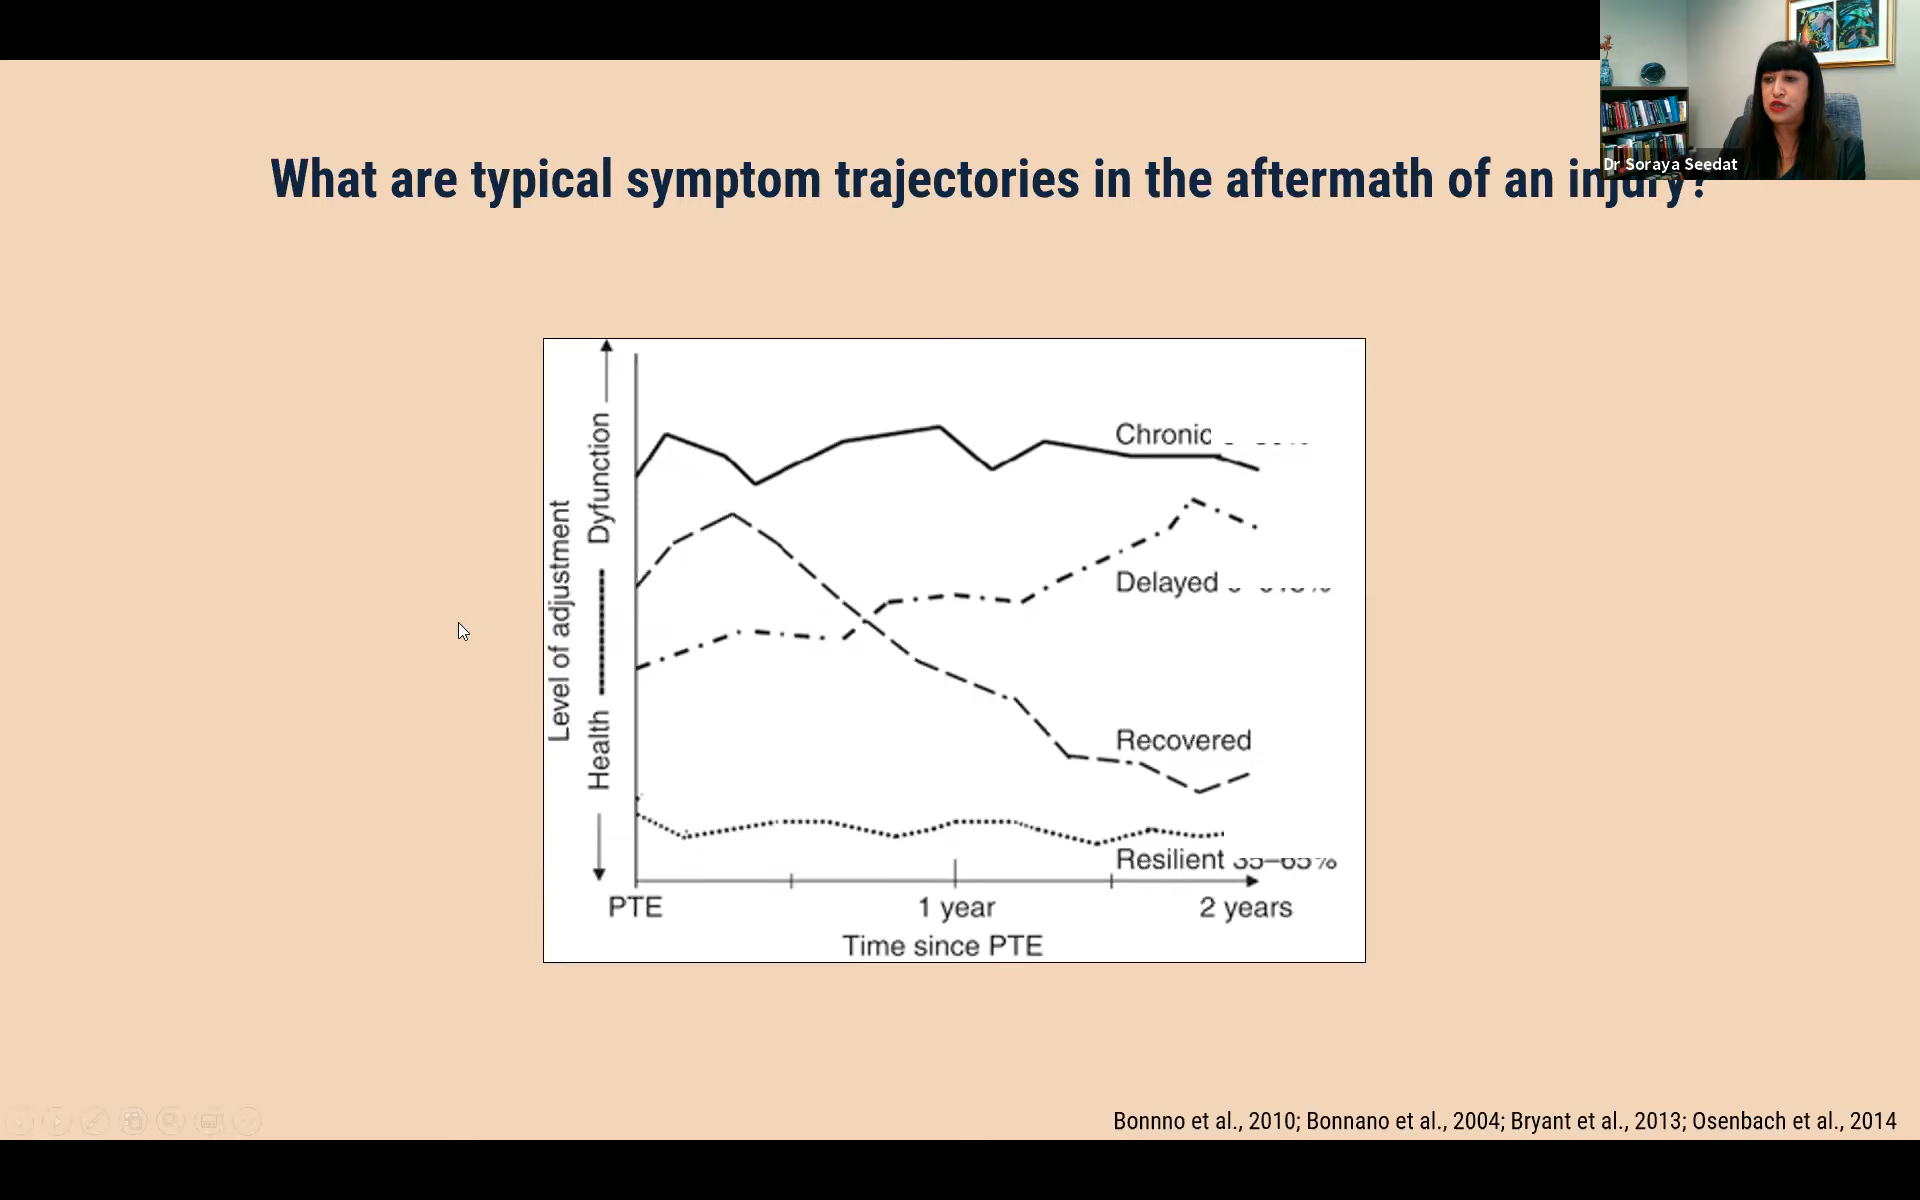 Dr Soraya Seedat
What are typical symptom trajectories in the aftermath of an injury?
Level of adjustment
Health
Dyfunction
Chronic
Delayed
Recovered
Resilient 35–65%
PTE
1 year
2 years
Time since PTE
Bonnno et al., 2010; Bonnano et al., 2004; Bryant et al., 2013; Osenbach et al., 2014